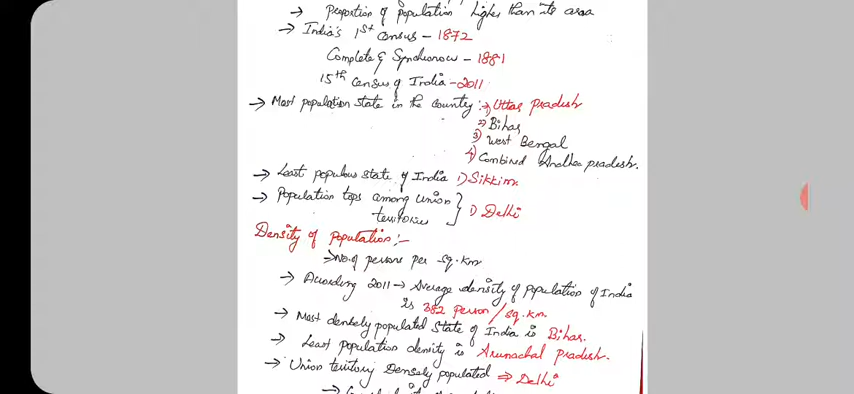 → Proportion of population higher than its area
→ India's 1st Census – 1872
Complete & Synchronous – 1881
15th Census of India – 2011
→ Most population state in the country :→ 1) Uttar Pradesh
2) Bihar
3) West Bengal
4) Combined Andhra pradesh.
→ Least populous state of India 1) Sikkim.
→ Population tops among union territories } 1) Delhi
Density of Population:-
→ No. of persons per sq.km
→ According 2011 → Average density of population of India
is 382 person/sq.km.
→ Most densely populated State of India is Bihar.
→ Least population density is Arunachal pradesh.
→ Union territory Densely populated ⇒ Delhi